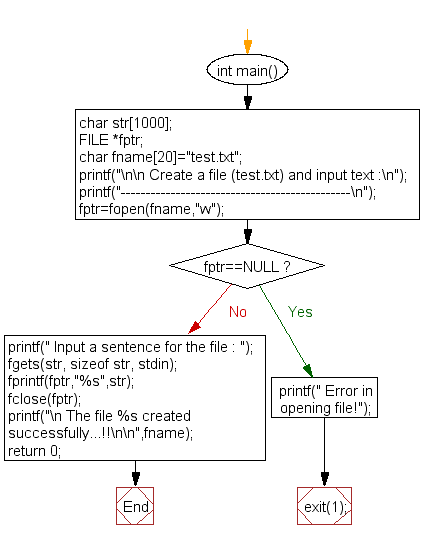 int main()
char str[1000];
FILE *fptr;
char fname[20]="test.txt";
printf("\n\n Create a file (test.txt) and input text :\n");
printf("----------------------------------------------\n");
fptr=fopen(fname,"w");
fptr==NULL ?
No
Yes
printf(" Input a sentence for the file : ");
fgets(str, sizeof str, stdin);
fprintf(fptr,"%s",str);
fclose(fptr);
printf("\n The file %s created
successfully...!!\n\n",fname);
return 0;
printf(" Error in
opening file!");
End
exit(1);